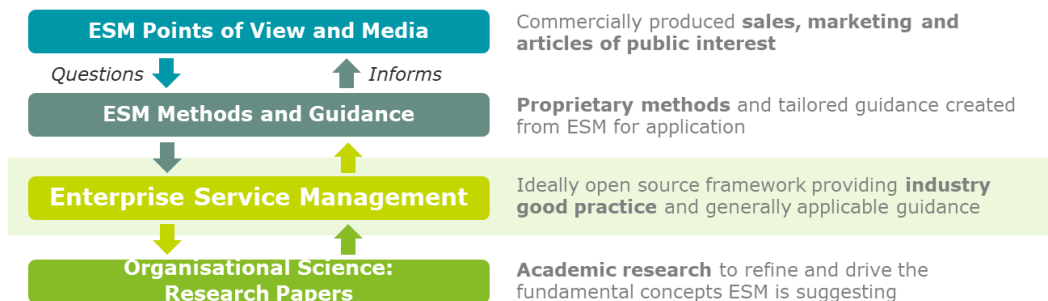 ESM Points of View and Media
Commercially produced sales, marketing and
articles of public interest
Questions
Informs
ESM Methods and Guidance
Proprietary methods and tailored guidance created
from ESM for application
Enterprise Service Management
Ideally open source framework providing industry
good practice and generally applicable guidance
Organisational Science:
Research Papers
Academic research to refine and drive the
fundamental concepts ESM is suggesting